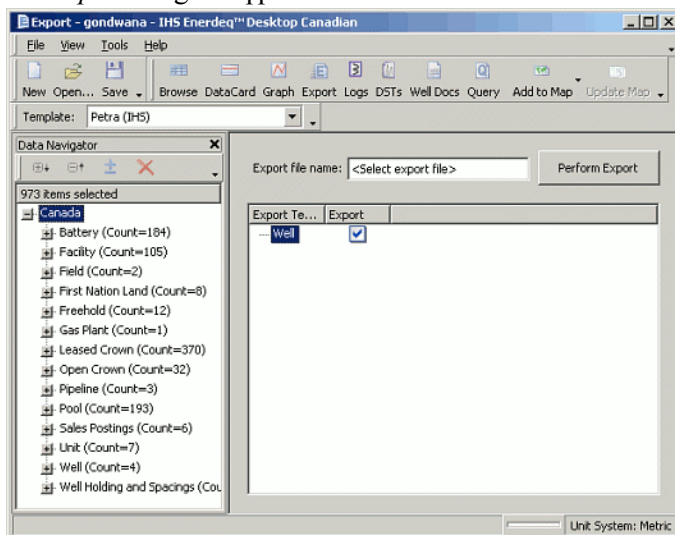 Export - gondwana - IHS Enerdeq™ Desktop Canadian
File View Tools Help
New Open... Save Browse DataCard Graph Export Logs DSTs Well Docs Query Add to Map Update Map
Template: Petra (IHS)
Data Navigator
973 items selected
Canada
Battery (Count=184)
Facility (Count=105)
Field (Count=2)
First Nation Land (Count=8)
Freehold (Count=12)
Gas Plant (Count=1)
Leased Crown (Count=370)
Open Crown (Count=32)
Pipeline (Count=3)
Pool (Count=193)
Sales Postings (Count=6)
Unit (Count=7)
Well (Count=4)
Well Holding and Spacings (Cou
Export file name: <Select export file> Perform Export
Export Te... Export
Well
Unit System: Metric